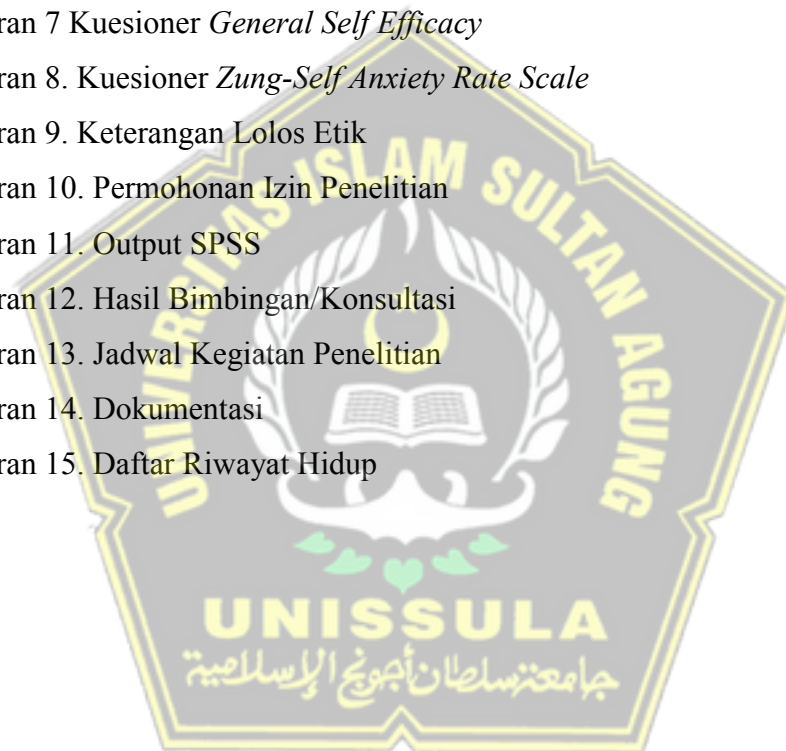 ran 7 Kuesioner General Self Efficacy
ran 8. Kuesioner Zung-Self Anxiety Rate Scale
ran 9. Keterangan Lolos Etik
ran 10. Permohonan Izin Penelitian
ran 11. Output SPSS
ran 12. Hasil Bimbingan/Konsultasi
ran 13. Jadwal Kegiatan Penelitian
ran 14. Dokumentasi
ran 15. Daftar Riwayat Hidup
UNIVERSITAS ISLAM SULTAN AGUNG
UNISSULA
جامعة سلطان أجونج الإسلامية